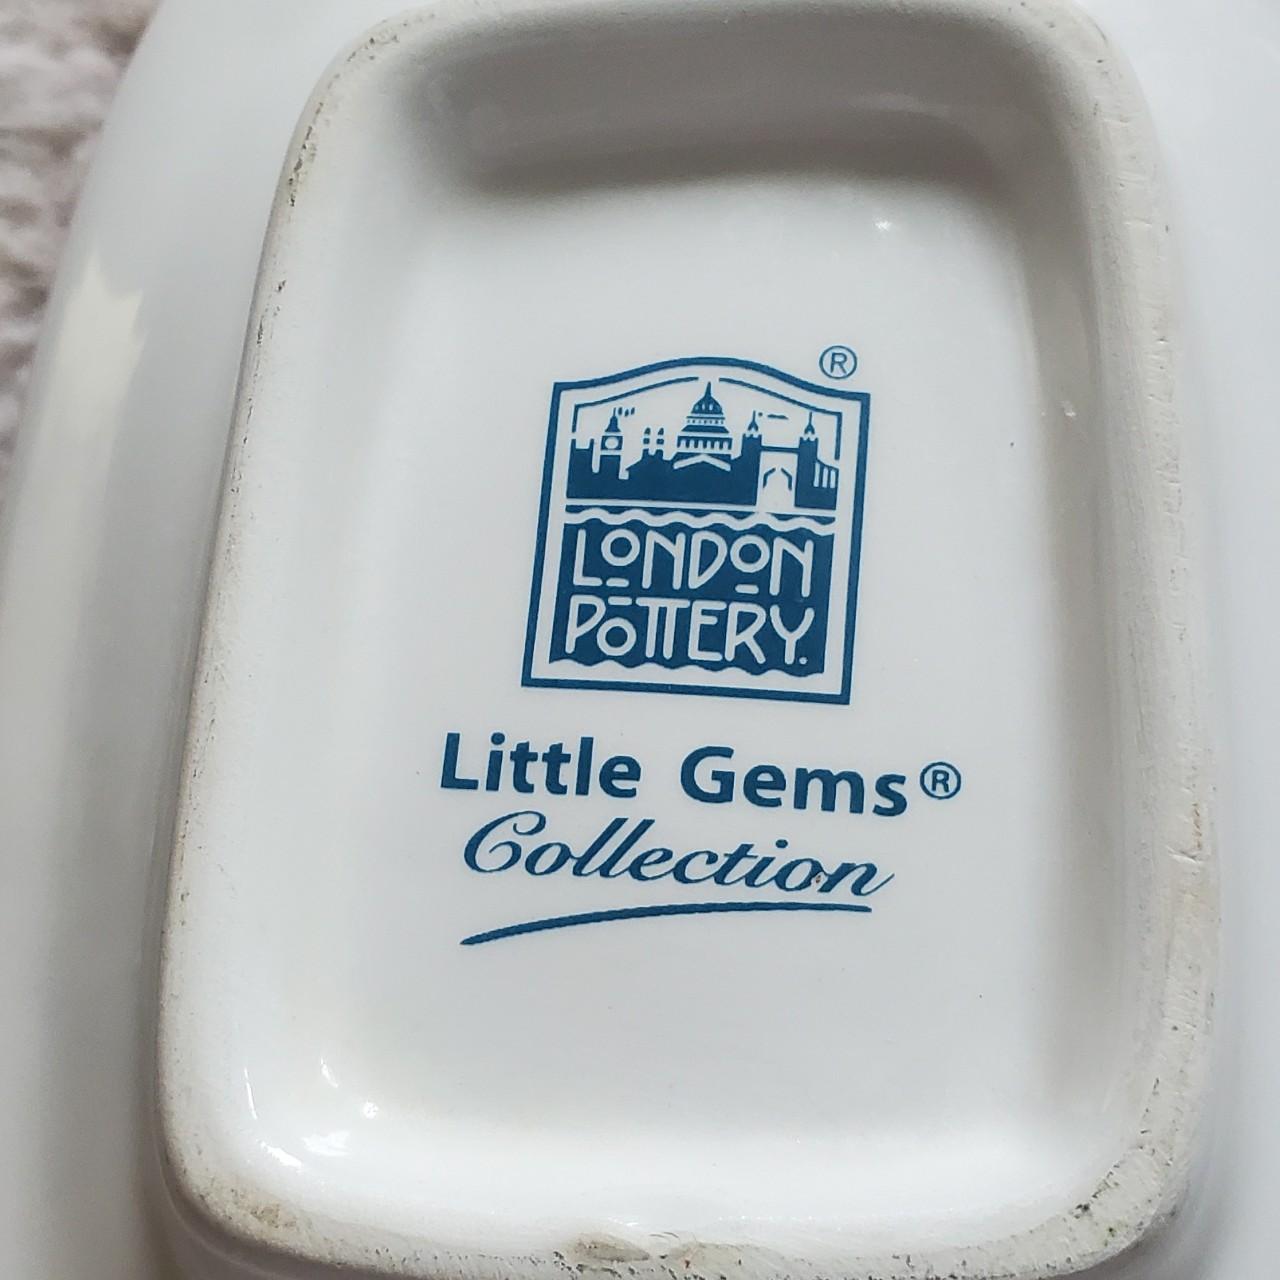 ®
LONDON
POTTERY.
Little Gems®
Collection